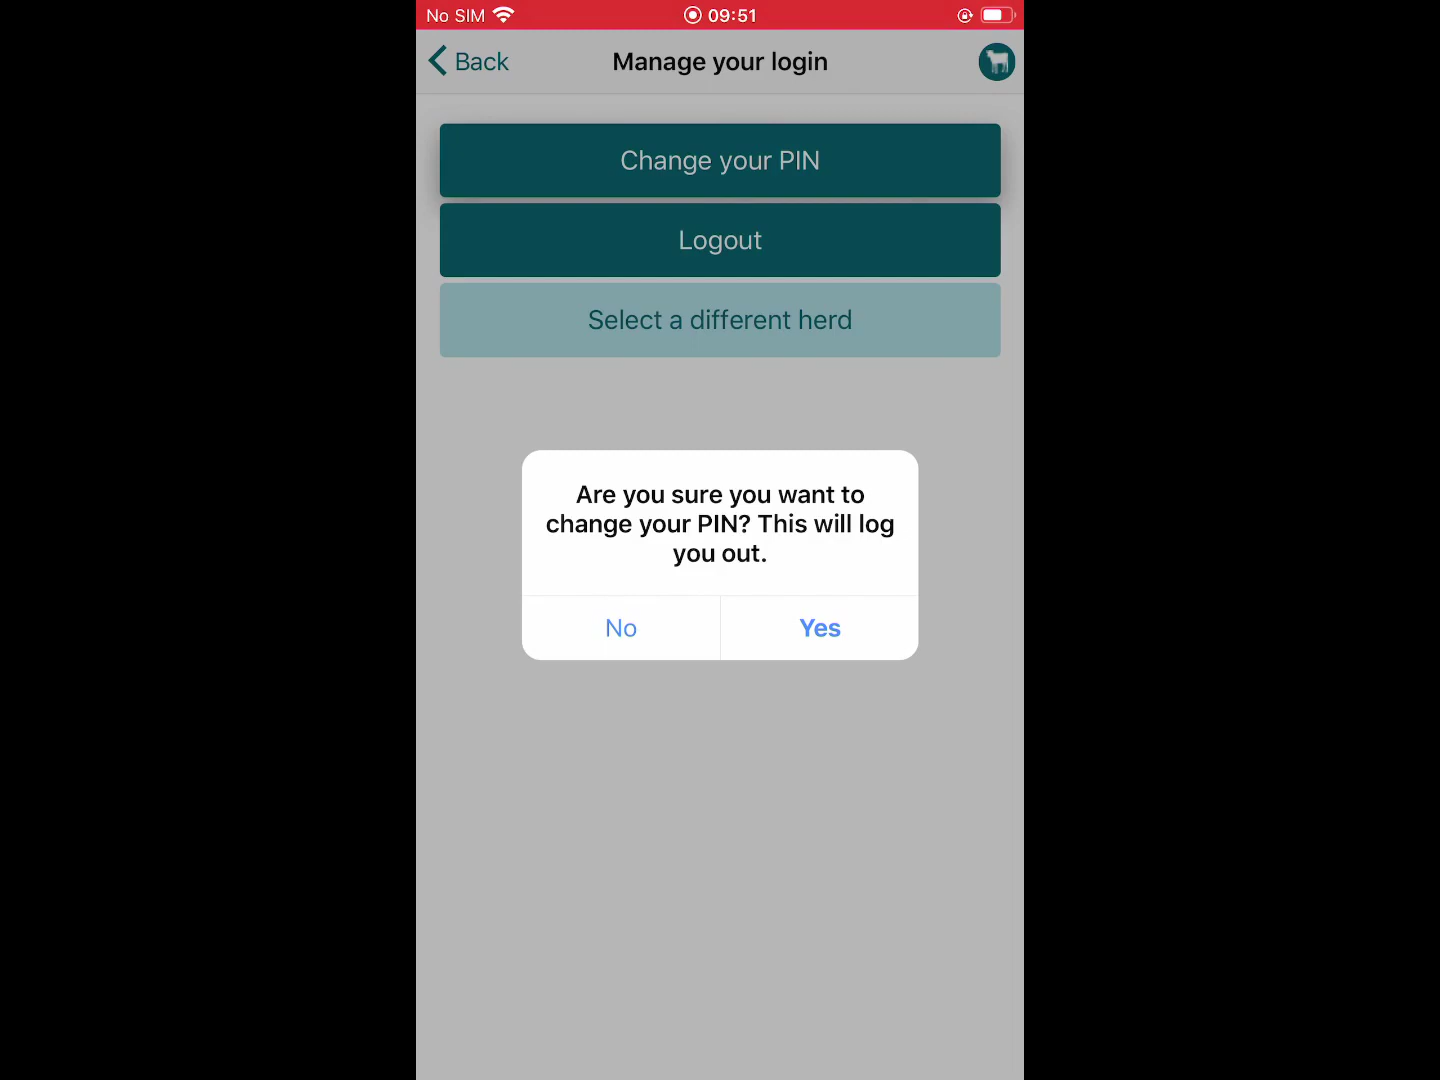 No SIM 09:51
Back Manage your login
Change your PIN
Logout
Select a different herd
Are you sure you want to
change your PIN? This will log
you out.
No Yes